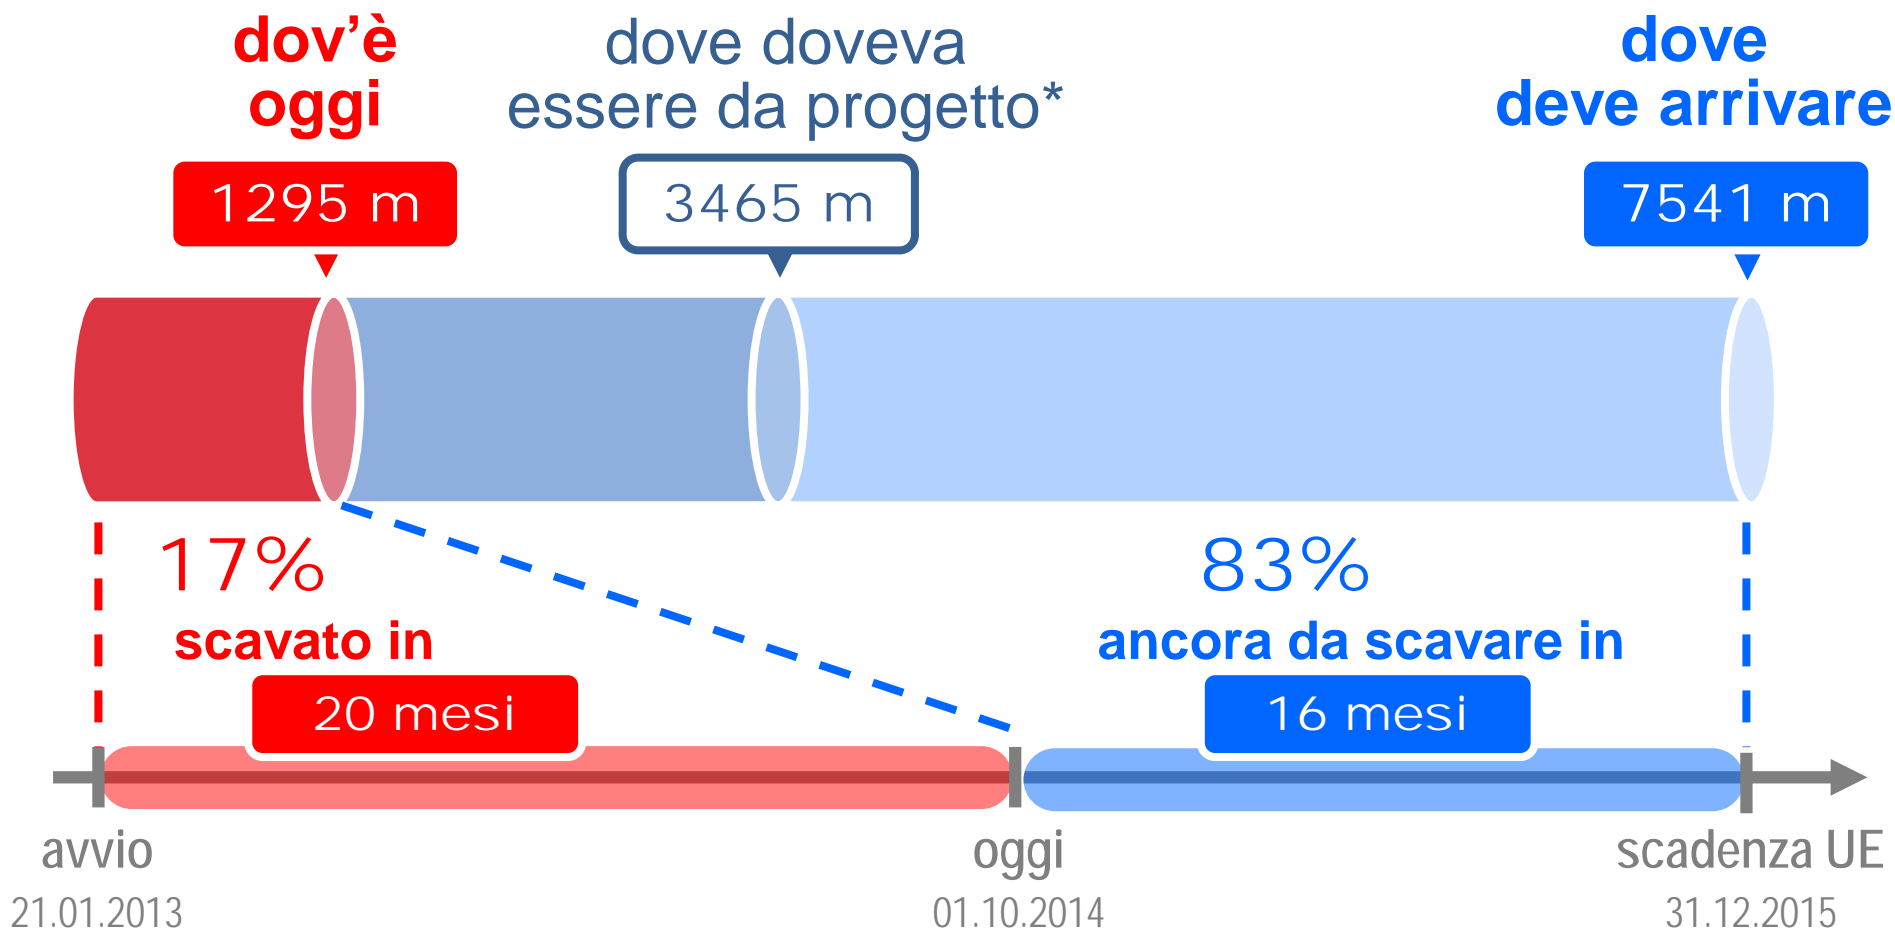 dov'è
oggi
dove doveva
essere da progetto*
dove
deve arrivare
1295 m
3465 m
7541 m
17%
scavato in
20 mesi
83%
ancora da scavare in
16 mesi
avvio
21.01.2013
oggi
01.10.2014
scadenza UE
31.12.2015